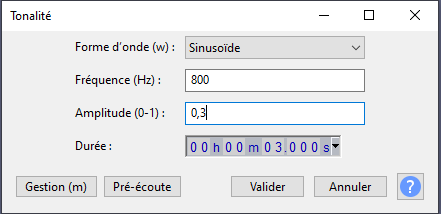 Tonalité
Forme d'onde (w) : Sinusoïde
Fréquence (Hz) : 800
Amplitude (0-1) : 0,3
Durée : 00h00m03.000s
Gestion (m) Pré-écoute Valider Annuler ?